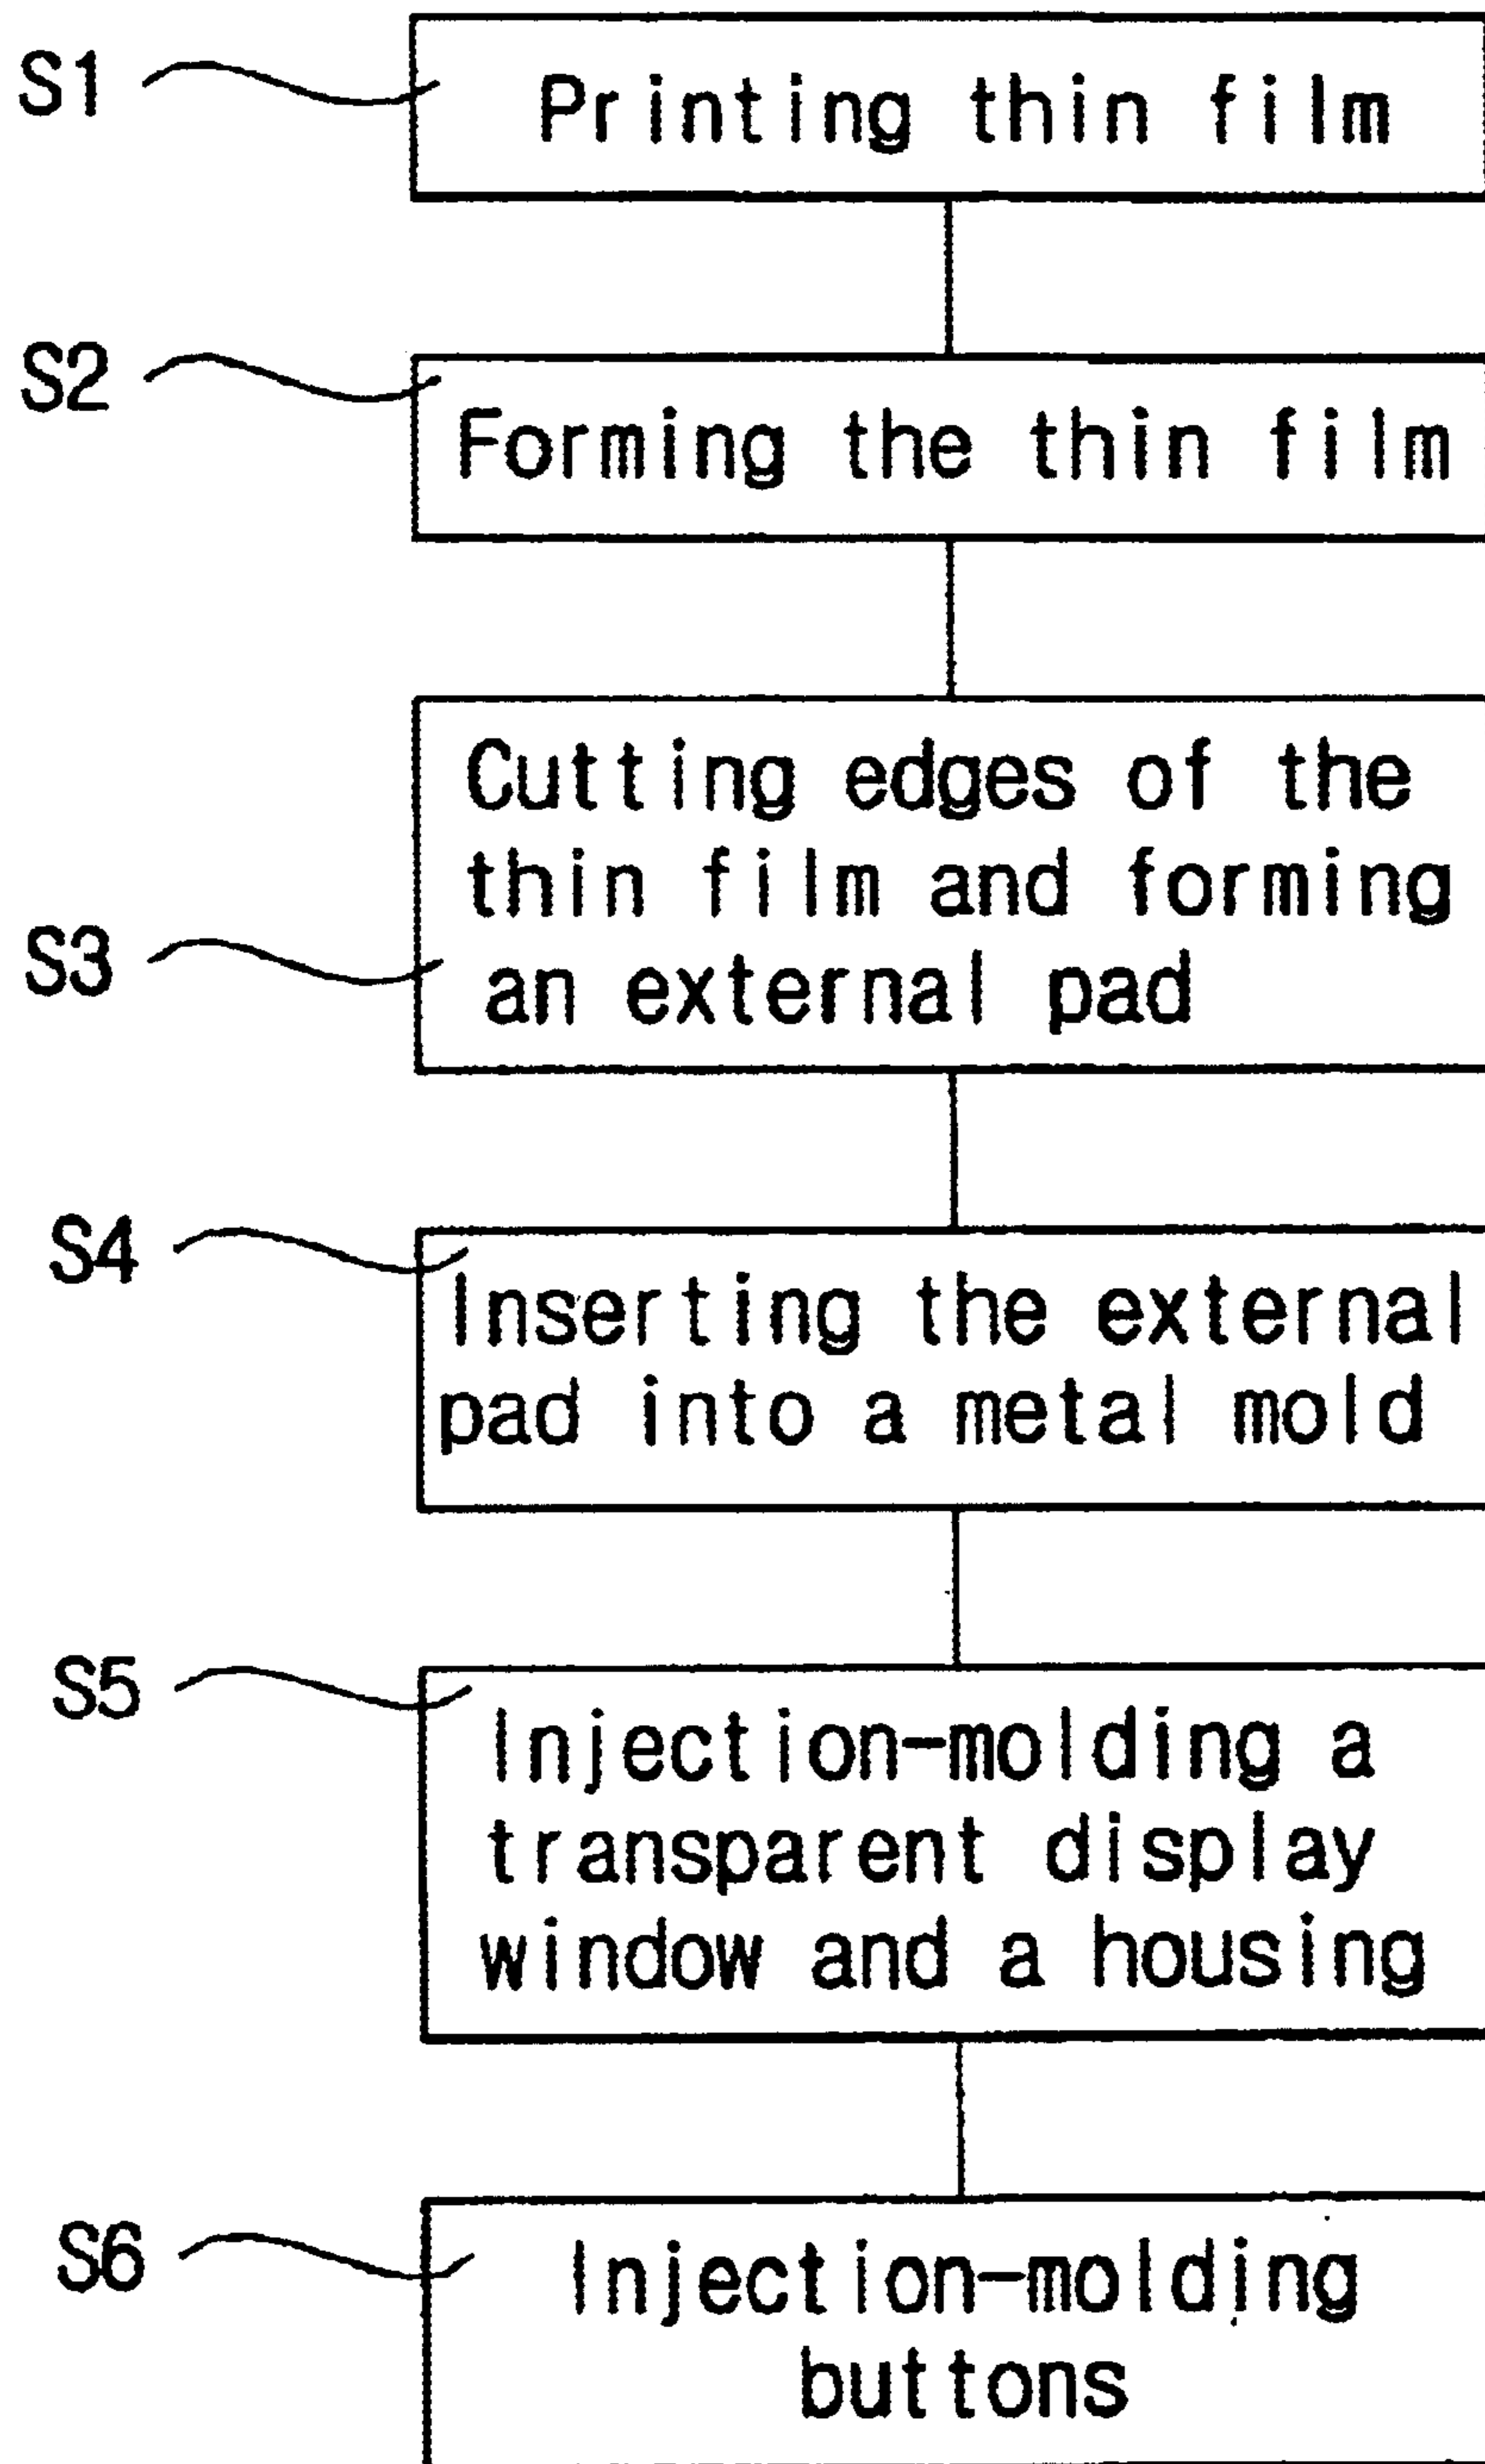 S1
Printing thin film
S2
Forming the thin film
Cutting edges of the
thin film and forming
S3
an external pad
S4
Inserting the external
pad into a metal mold
S5
Injection-molding a
transparent display
window and a housing
S6
Injection-molding
buttons